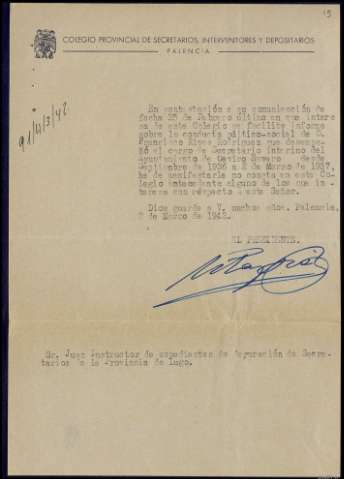 15
COLEGIO PROVINCIAL DE SECRETARIOS, INTERVENTORES Y DEPOSITARIOS
PALENCIA
En contestación a su comunicación de
fecha 25 de Febrero último en que intere
sa de este Colegio se facilite informe
sobre la conducta político-social de D.
Francisco Rodríguez que desempe-
ñó el cargo de Secretario Interino del
Ayuntamiento de Cevico Navero desde
Septiembre de 1936 a 2 de Marzo de 1937,
he de manifestarle no consta en este Co-
legio antecedente alguno de los que in-
teresa con respecto a este Señor.
Dios guarde a V. muchos años. Palencia,
2 de Marzo de 1942.
EL PRESIDENTE.
Sr. Juez Instructor de expedientes de depuración de Secre-
tarios de la Provincia de Lugo.